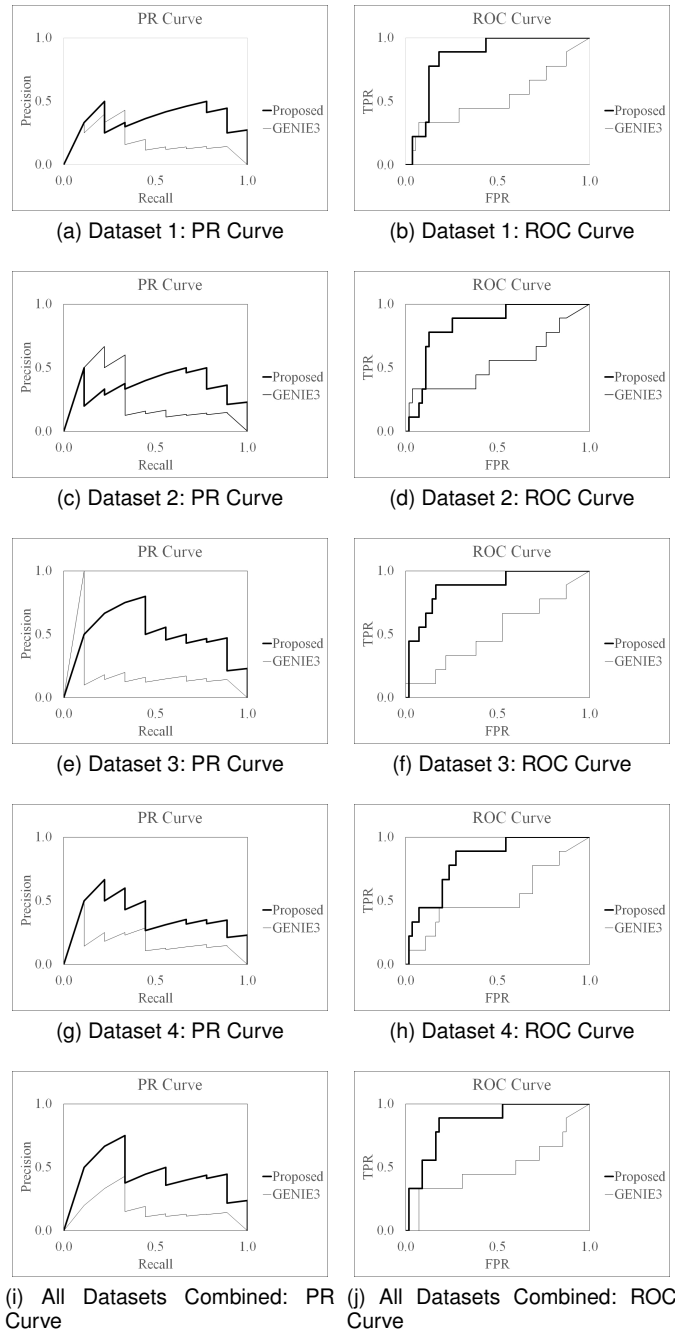 PR Curve
1.0
0.5
0.0
Precision
0.0 0.5 1.0
Recall
Proposed
GENIE3
(a) Dataset 1: PR Curve
ROC Curve
1.0
0.5
0.0
TPR
0.0 0.5 1.0
FPR
Proposed
GENIE3
(b) Dataset 1: ROC Curve
PR Curve
1.0
0.5
0.0
Precision
0.0 0.5 1.0
Recall
Proposed
GENIE3
(c) Dataset 2: PR Curve
ROC Curve
1.0
0.5
0.0
TPR
0.0 0.5 1.0
FPR
Proposed
GENIE3
(d) Dataset 2: ROC Curve
PR Curve
1.0
0.5
0.0
Precision
0.0 0.5 1.0
Recall
Proposed
GENIE3
(e) Dataset 3: PR Curve
ROC Curve
1.0
0.5
0.0
TPR
0.0 0.5 1.0
FPR
Proposed
GENIE3
(f) Dataset 3: ROC Curve
PR Curve
1.0
0.5
0.0
Precision
0.0 0.5 1.0
Recall
Proposed
GENIE3
(g) Dataset 4: PR Curve
ROC Curve
1.0
0.5
0.0
TPR
0.0 0.5 1.0
FPR
Proposed
GENIE3
(h) Dataset 4: ROC Curve
PR Curve
1.0
0.5
0.0
Precision
0.0 0.5 1.0
Recall
Proposed
GENIE3
(i) All Datasets Combined: PR
Curve
ROC Curve
1.0
0.5
0.0
TPR
0.0 0.5 1.0
FPR
Proposed
GENIE3
(j) All Datasets Combined: ROC
Curve